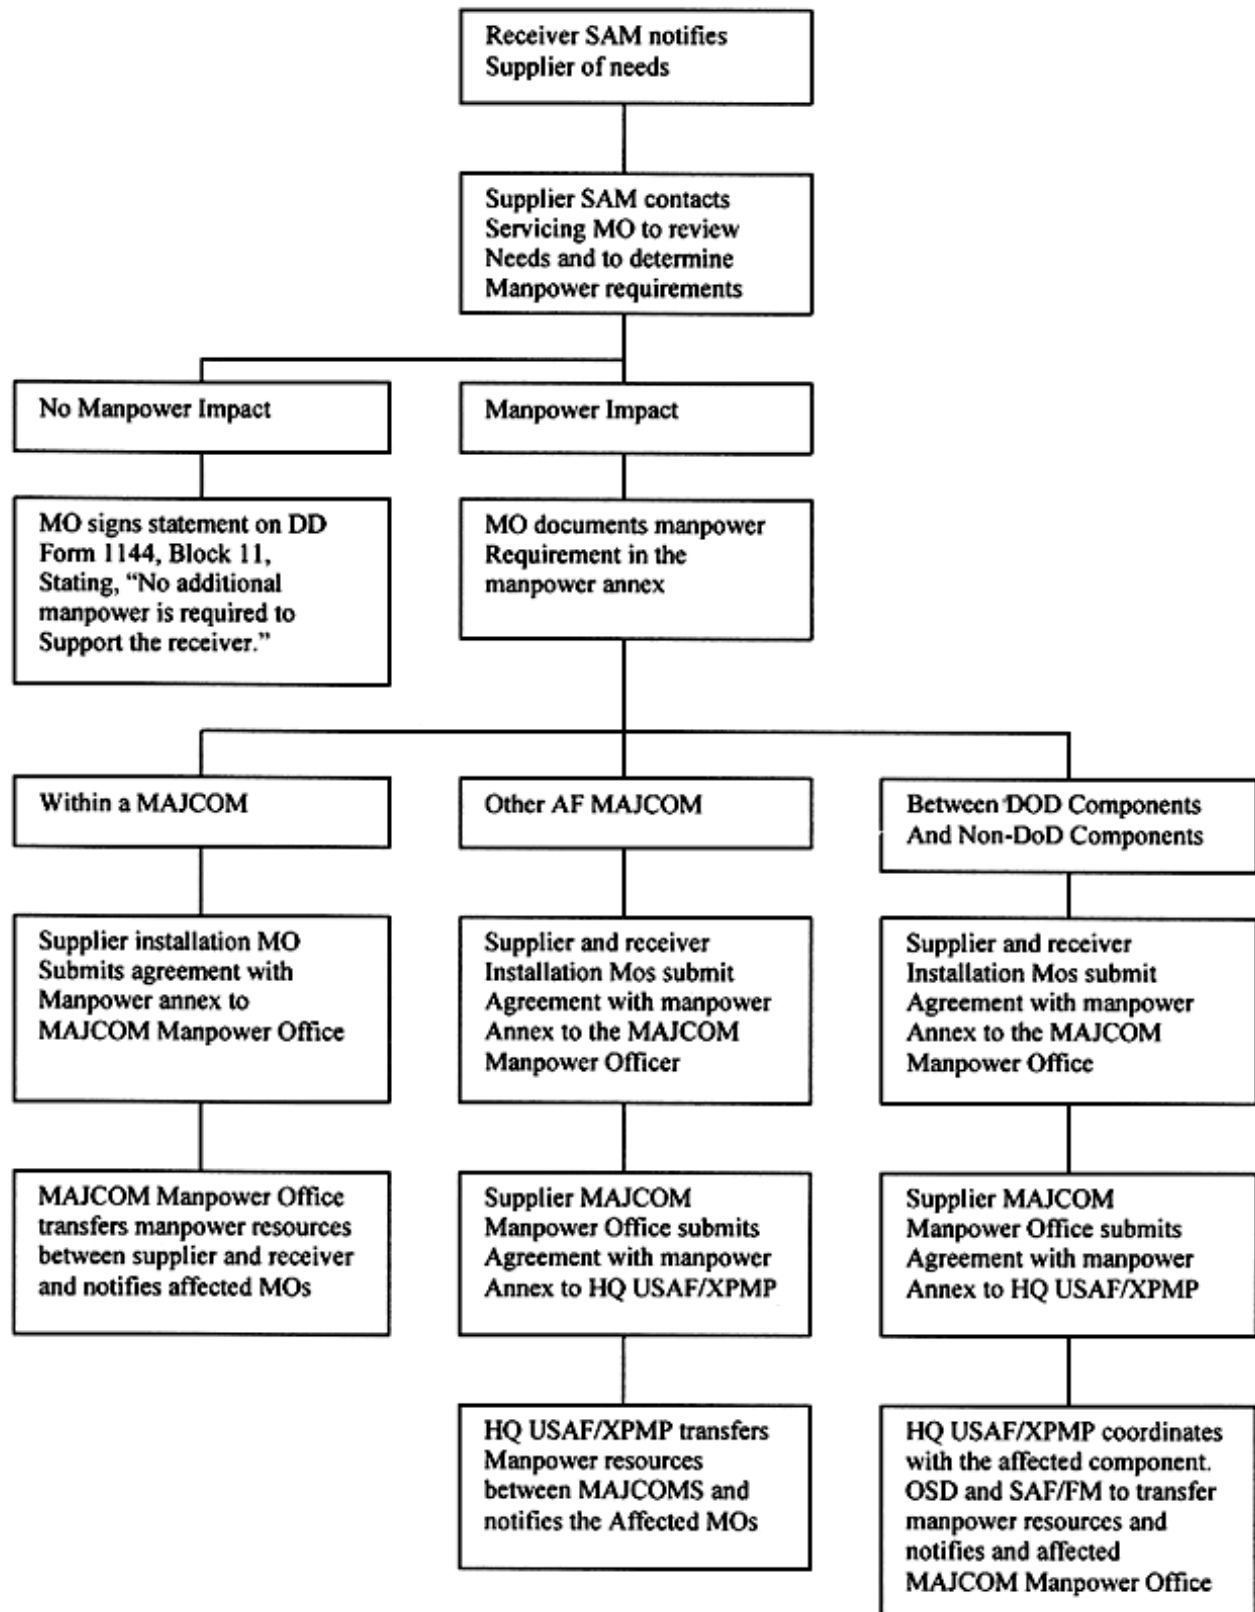 Receiver SAM notifies
Supplier of needs
Supplier SAM contacts
Servicing MO to review
Needs and to determine
Manpower requirements
No Manpower Impact
Manpower Impact
MO signs statement on DD
Form 1144, Block 11,
Stating, “No additional
manpower is required to
Support the receiver.”
MO documents manpower
Requirement in the
manpower annex
Within a MAJCOM
Other AF MAJCOM
Between DOD Components
And Non-DoD Components
Supplier installation MO
Submits agreement with
Manpower annex to
MAJCOM Manpower Office
Supplier and receiver
Installation Mos submit
Agreement with manpower
Annex to the MAJCOM
Manpower Officer
Supplier and receiver
Installation Mos submit
Agreement with manpower
Annex to the MAJCOM
Manpower Office
MAJCOM Manpower Office
transfers manpower resources
between supplier and receiver
and notifies affected MOs
Supplier MAJCOM
Manpower Office submits
Agreement with manpower
Annex to HQ USAF/XPMP
Supplier MAJCOM
Manpower Office submits
Agreement with manpower
Annex to HQ USAF/XPMP
HQ USAF/XPMP transfers
Manpower resources
between MAJCOMS and
notifies the Affected MOs
HQ USAF/XPMP coordinates
with the affected component.
OSD and SAF/FM to transfer
manpower resources and
notifies and affected
MAJCOM Manpower Office